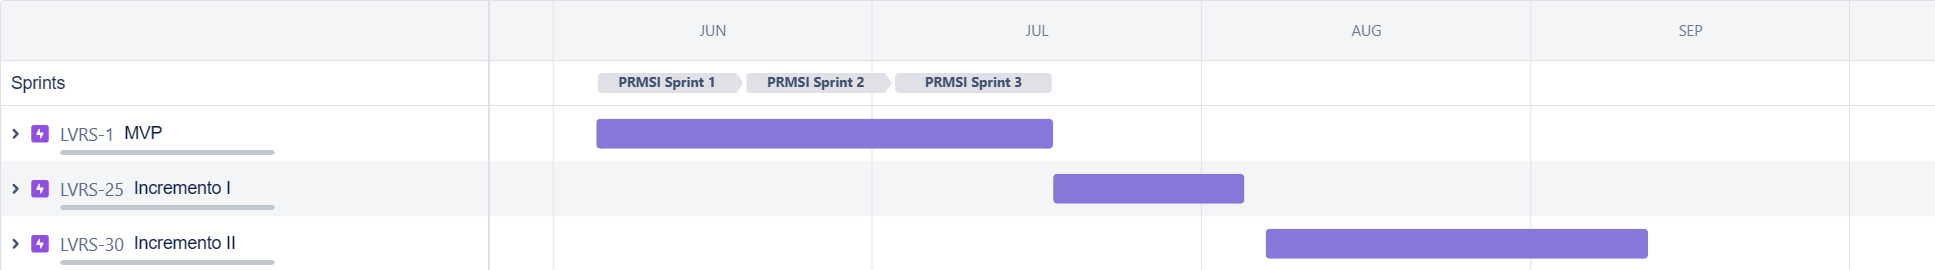 JUN JUL AUG SEP
Sprints PRMSI Sprint 1 PRMSI Sprint 2 PRMSI Sprint 3
LVRS-1 MVP
LVRS-25 Incremento I
LVRS-30 Incremento II